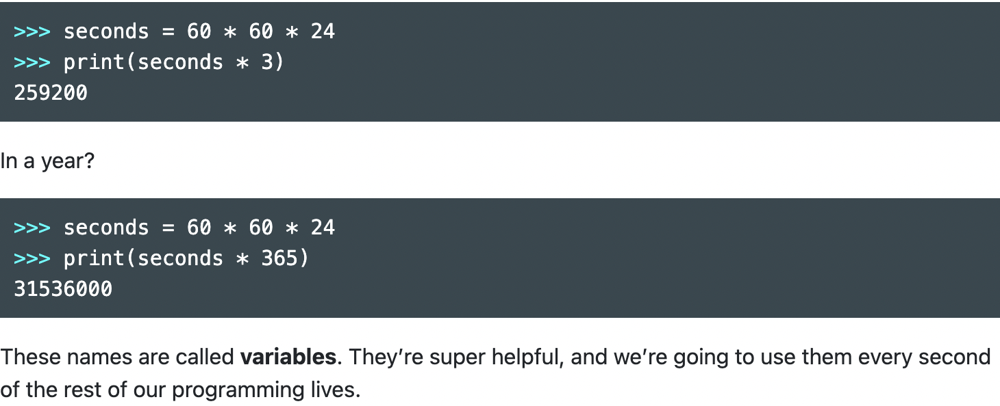 >>> seconds = 60 * 60 * 24
>>> print(seconds * 3)
259200
In a year?
>>> seconds = 60 * 60 * 24
>>> print(seconds * 365)
31536000
These names are called variables. They’re super helpful, and we’re going to use them every second
of the rest of our programming lives.